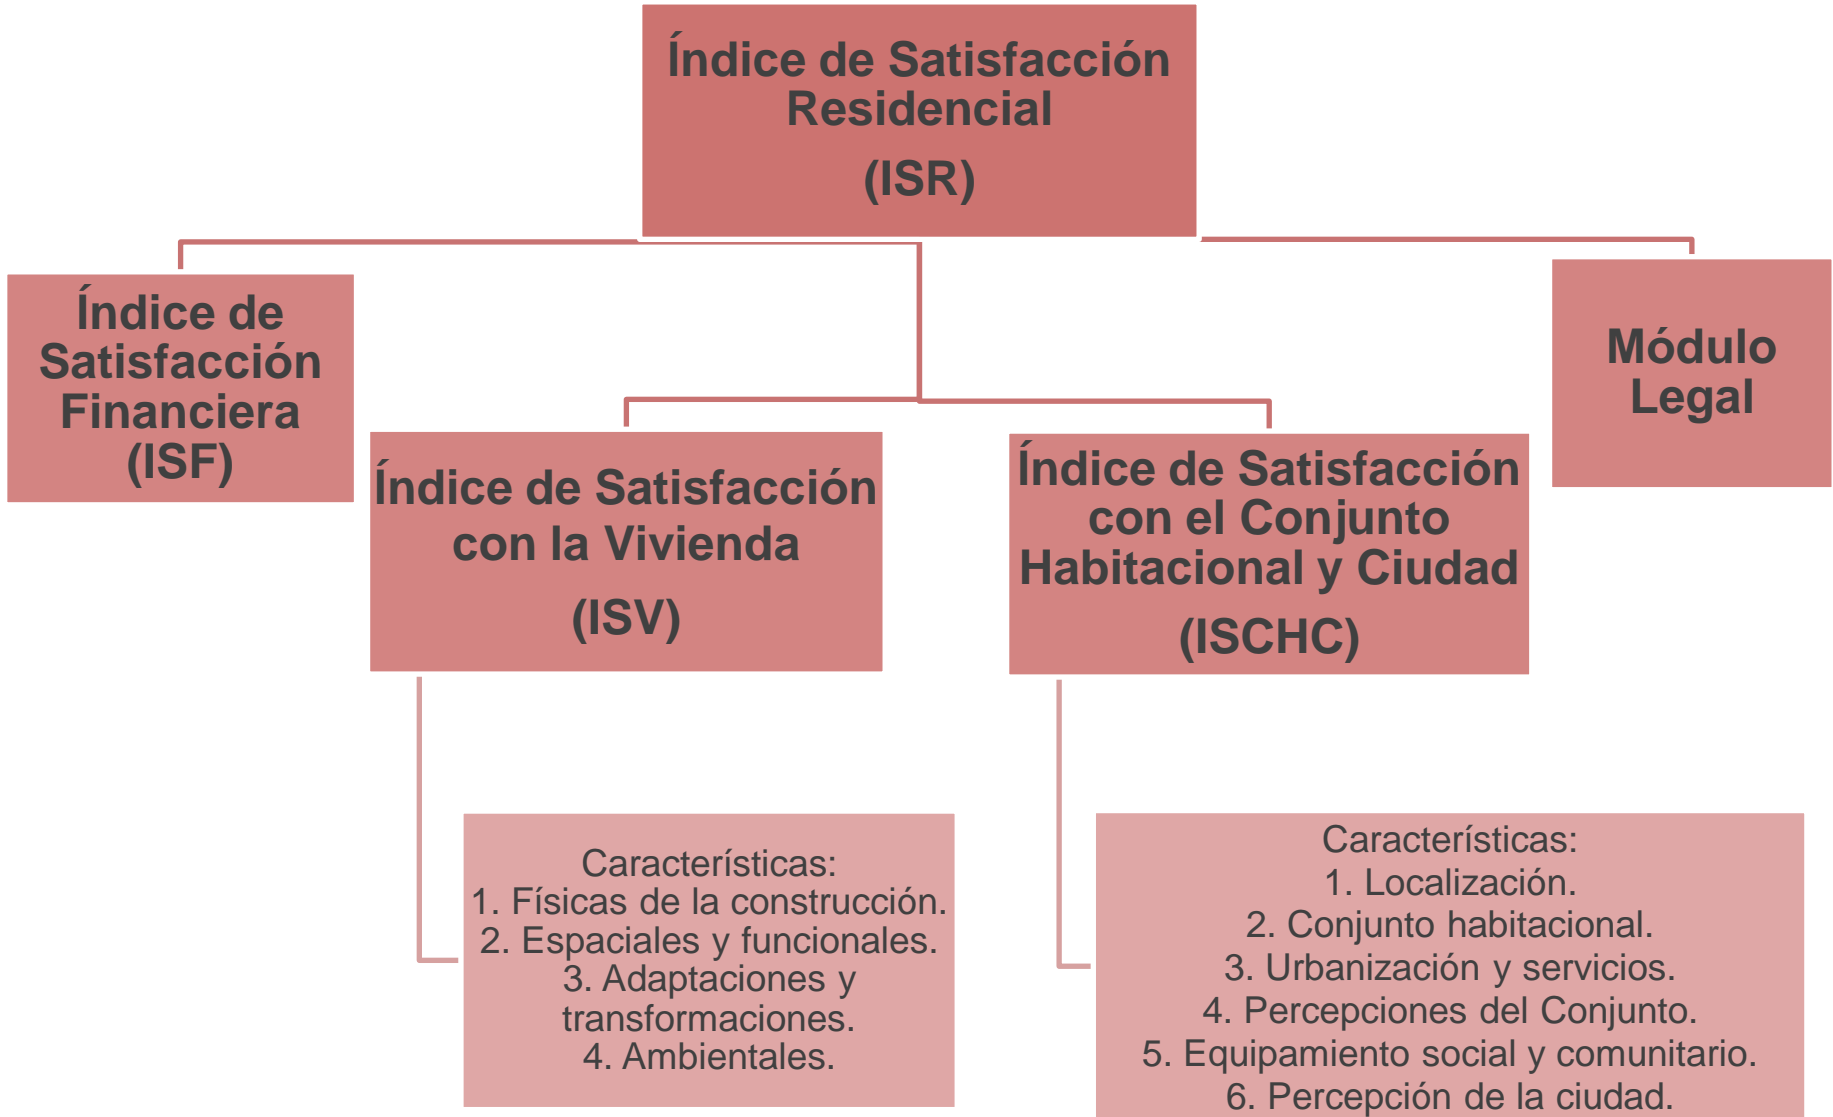 Índice de Satisfacción
Residencial
(ISR)
Índice de
Satisfacción
Financiera
(ISF)
Índice de Satisfacción
con la Vivienda
(ISV)
Índice de Satisfacción
con el Conjunto
Habitacional y Ciudad
(ISCHC)
Módulo
Legal
Características:
1. Físicas de la construcción.
2. Espaciales y funcionales.
3. Adaptaciones y
transformaciones.
4. Ambientales.
Características:
1. Localización.
2. Conjunto habitacional.
3. Urbanización y servicios.
4. Percepciones del Conjunto.
5. Equipamiento social y comunitario.
6. Percepción de la ciudad.